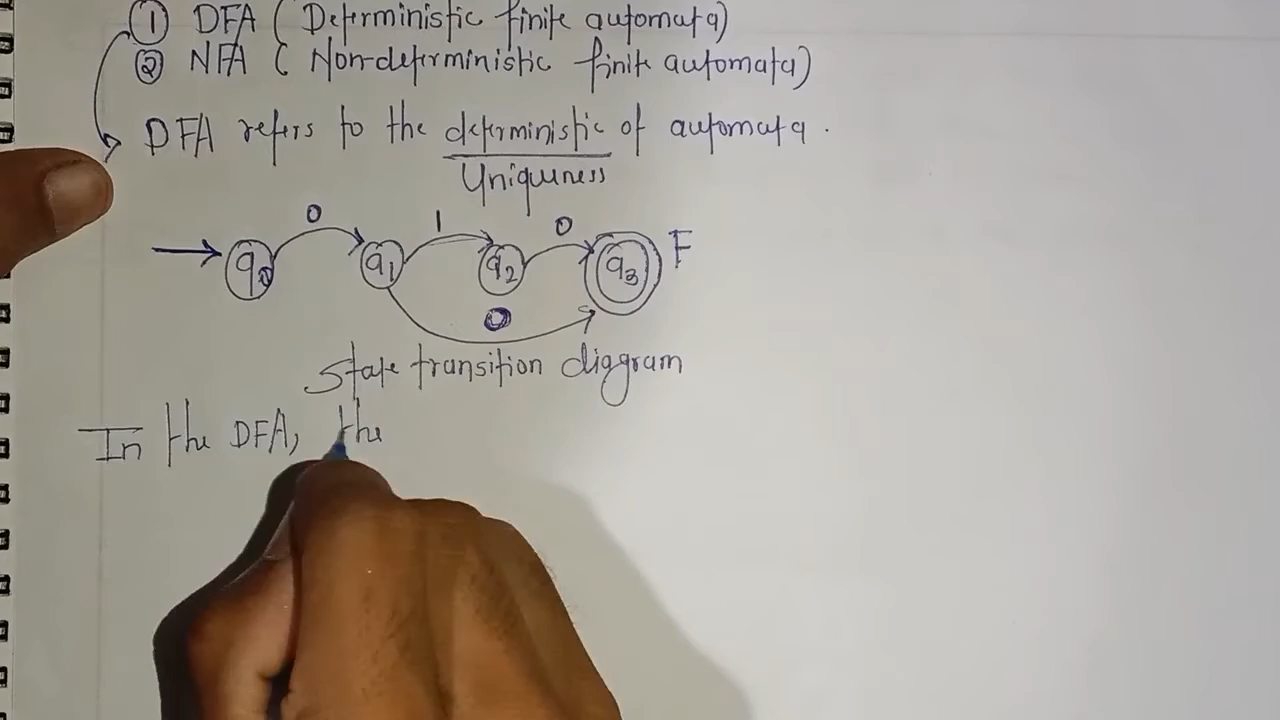 ① DFA ( Deterministic finite automata)
② NFA ( Non-deterministic finite automata)
DFA refers to the deterministic of automata.
Uniqueness
0 1 0
q0 q1 q2 q3 F
0
State transition diagram
In the DFA, the